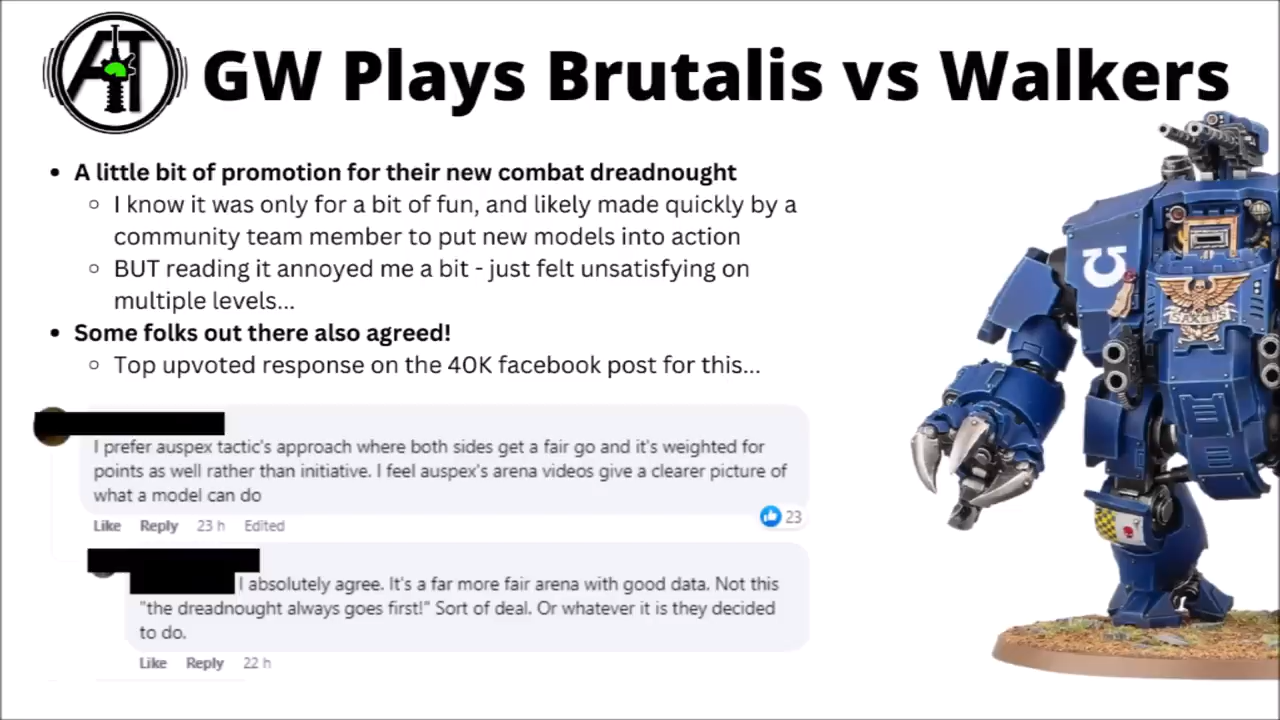 AT
GW Plays Brutalis vs Walkers
• A little bit of promotion for their new combat dreadnought
○ I know it was only for a bit of fun, and likely made quickly by a
community team member to put new models into action
○ BUT reading it annoyed me a bit - just felt unsatisfying on
multiple levels...
• Some folks out there also agreed!
○ Top upvoted response on the 40K facebook post for this...
I prefer auspex tactic's approach where both sides get a fair go and it's weighted for
points as well rather than initiative. I feel auspex's arena videos give a clearer picture of
what a model can do
Like Reply 23 h Edited
23
I absolutely agree. It's a far more fair arena with good data. Not this
"the dreadnought always goes first!" Sort of deal. Or whatever it is they decided
to do.
Like Reply 22 h